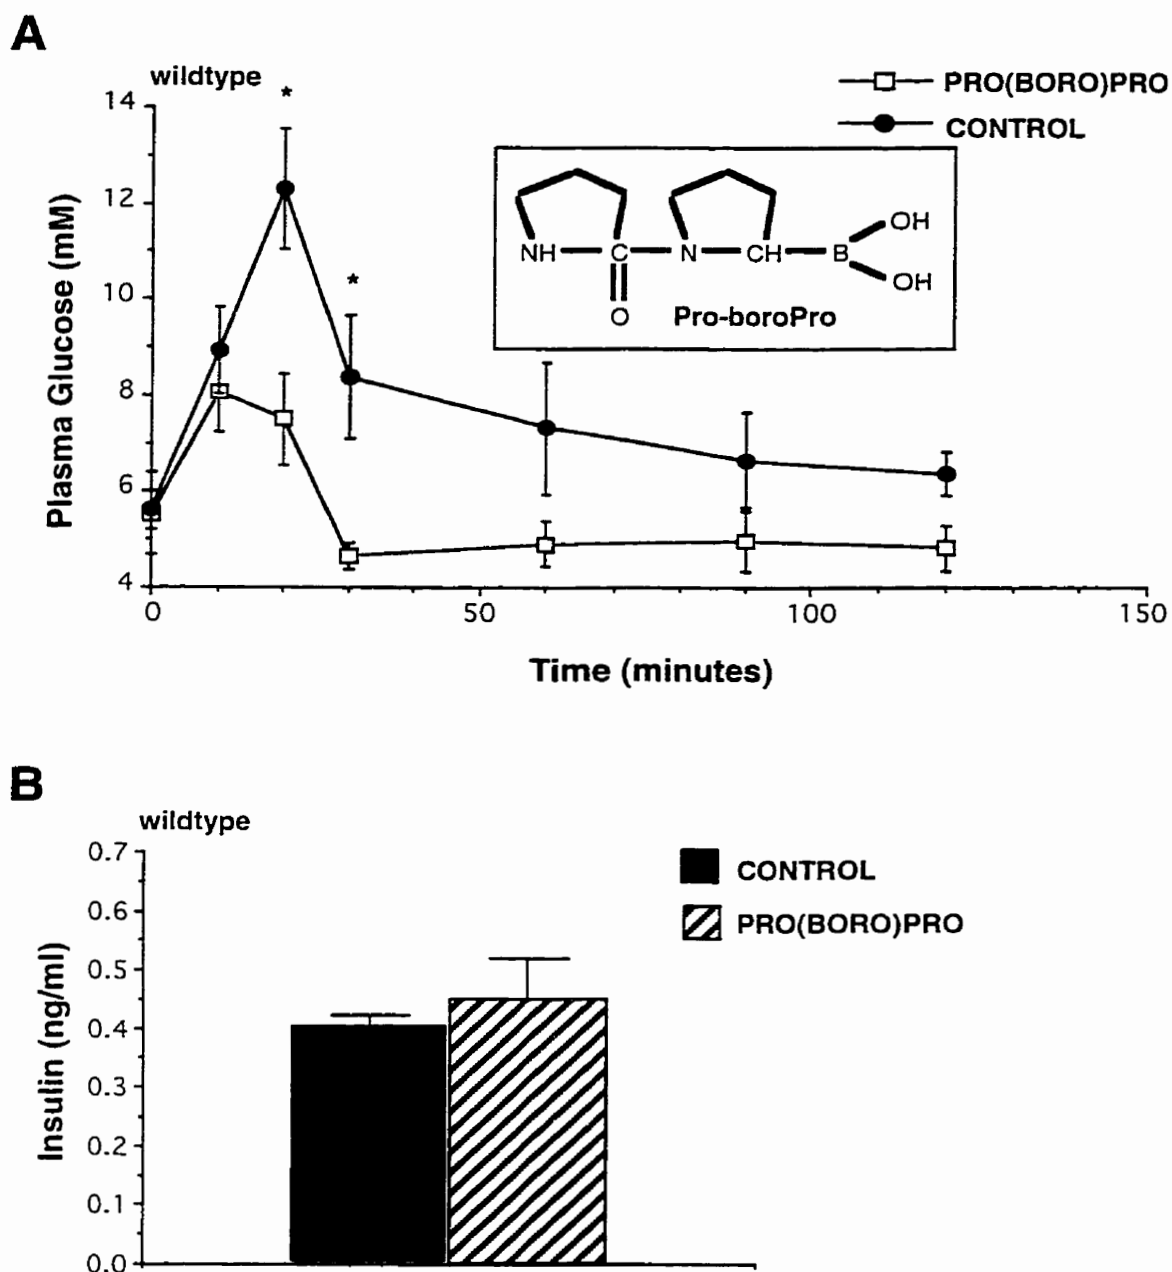 A
wildtype
PRO(BORO)PRO
CONTROL
*
*
14
12
10
8
6
4
Plasma Glucose (mM)
NH C N CH B OH
OH
O
Pro-boroPro
0 50 100 150
Time (minutes)
B
wildtype
CONTROL
PRO(BORO)PRO
0.7
0.6
0.5
0.4
0.3
0.2
0.1
0.0
Insulin (ng/ml)